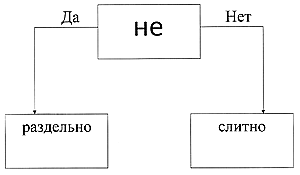 Да
не
Нет
раздельно
слитно